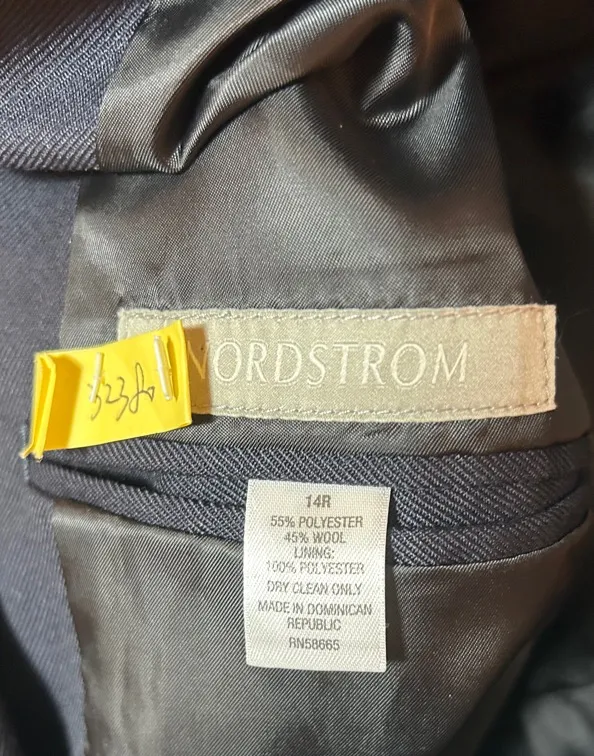 NORDSTROM
14R
55% POLYESTER
45% WOOL
LINING:
100% POLYESTER
DRY CLEAN ONLY
MADE IN DOMINICAN
REPUBLIC
RN58665